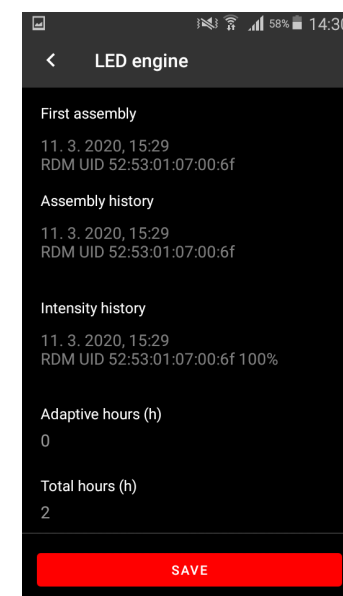 58% 14:30
LED engine
First assembly
11. 3. 2020, 15:29
RDM UID 52:53:01:07:00:6f
Assembly history
11. 3. 2020, 15:29
RDM UID 52:53:01:07:00:6f
Intensity history
11. 3. 2020, 15:29
RDM UID 52:53:01:07:00:6f 100%
Adaptive hours (h)
0
Total hours (h)
2
SAVE